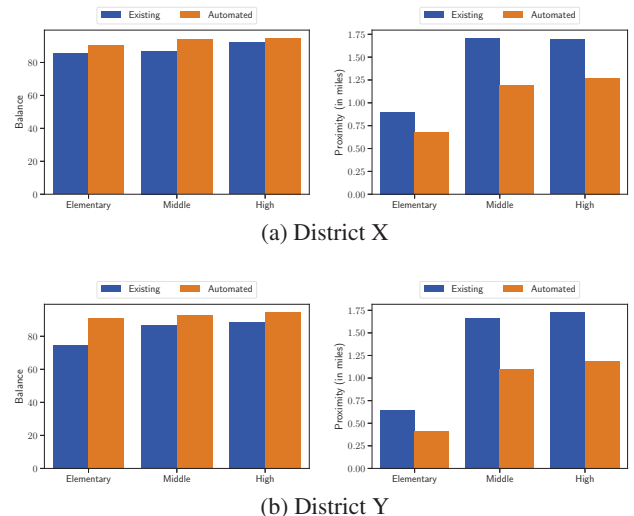 Existing Automated
Balance
80
60
40
20
0
Elementary Middle High
Existing Automated
Proximity (in miles)
1.75
1.50
1.25
1.00
0.75
0.50
0.25
0.00
Elementary Middle High
(a) District X
Existing Automated
Balance
80
60
40
20
0
Elementary Middle High
Existing Automated
Proximity (in miles)
1.75
1.50
1.25
1.00
0.75
0.50
0.25
0.00
Elementary Middle High
(b) District Y